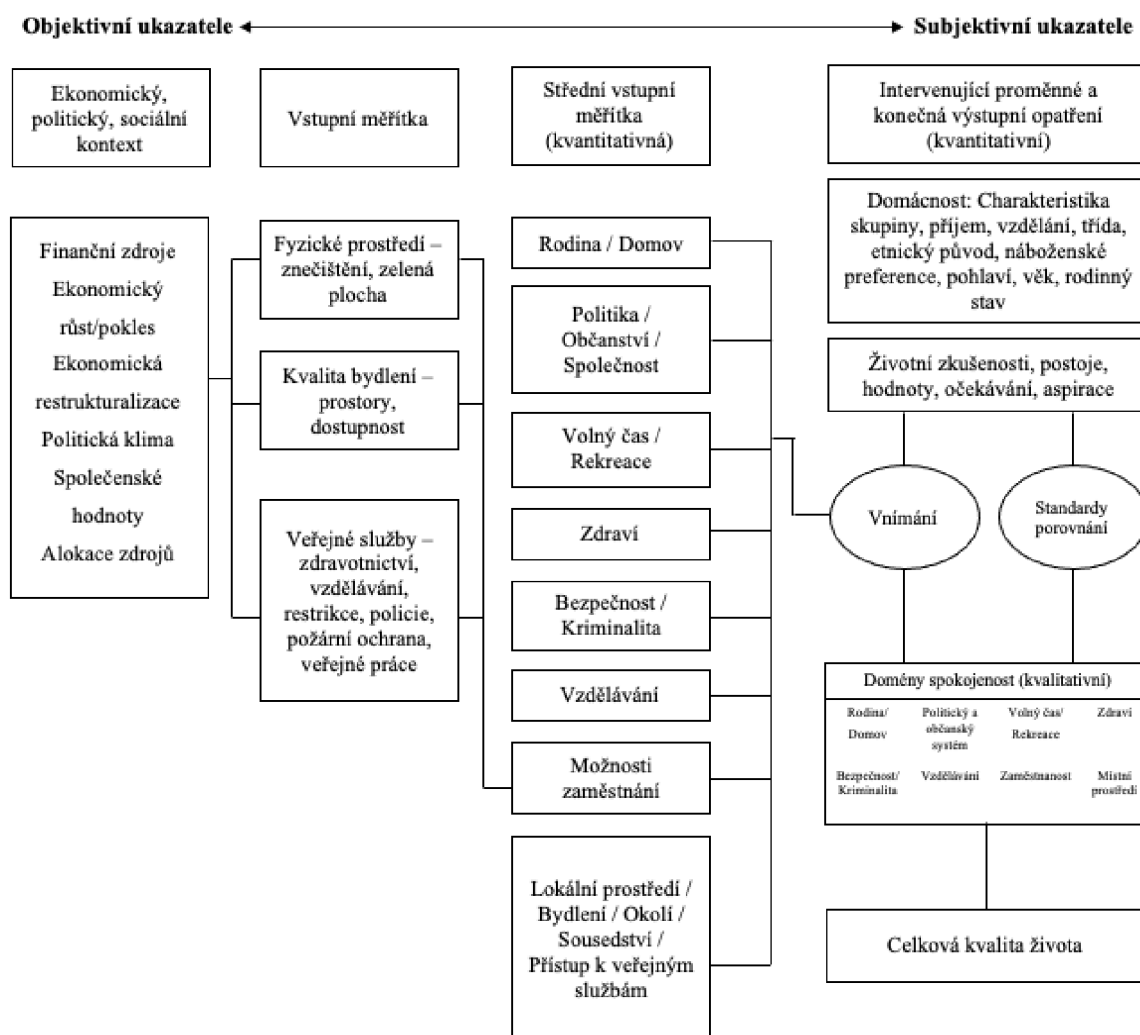 Objektivní ukazatele
Subjektivní ukazatele
Ekonomický,
politický, sociální
kontext
Vstupní měřítka
Střední vstupní
měřítka
(kvantitativná)
Intervenující proměnné a
konečná výstupní opatření
(kvantitativní)
Finanční zdroje
Ekonomický
růst/pokles
Ekonomická
restrukturalizace
Politická klima
Společenské
hodnoty
Alokace zdrojů
Fyzické prostředí –
znečištění, zelená
plocha
Kvalita bydlení –
prostory,
dostupnost
Veřejné služby –
zdravotnictví,
vzdělávání,
restrikce, policie,
požární ochrana,
veřejné práce
Rodina / Domov
Politika /
Občanství /
Společnost
Volný čas /
Rekreace
Zdraví
Bezpečnost /
Kriminalita
Vzdělávání
Možnosti
zaměstnání
Lokální prostředí /
Bydlení / Okolí /
Sousedství /
Přístup k veřejným
službám
Domácnost: Charakteristika
skupiny, příjem, vzdělání, třída,
etnický původ, náboženské
preference, pohlaví, věk, rodinný
stav
Životní zkušenosti, postoje,
hodnoty, očekávání, aspirace
Vnímání
Standardy
porovnání
Domény spokojenost (kvalitativní)
Rodina/
Domov
Politický a
občanský
systém
Volný čas/
Rekreace
Zdraví
Bezpečnost/
Kriminalita
Vzdělávání
Zaměstnanost
Místní
prostředí
Celková kvalita života